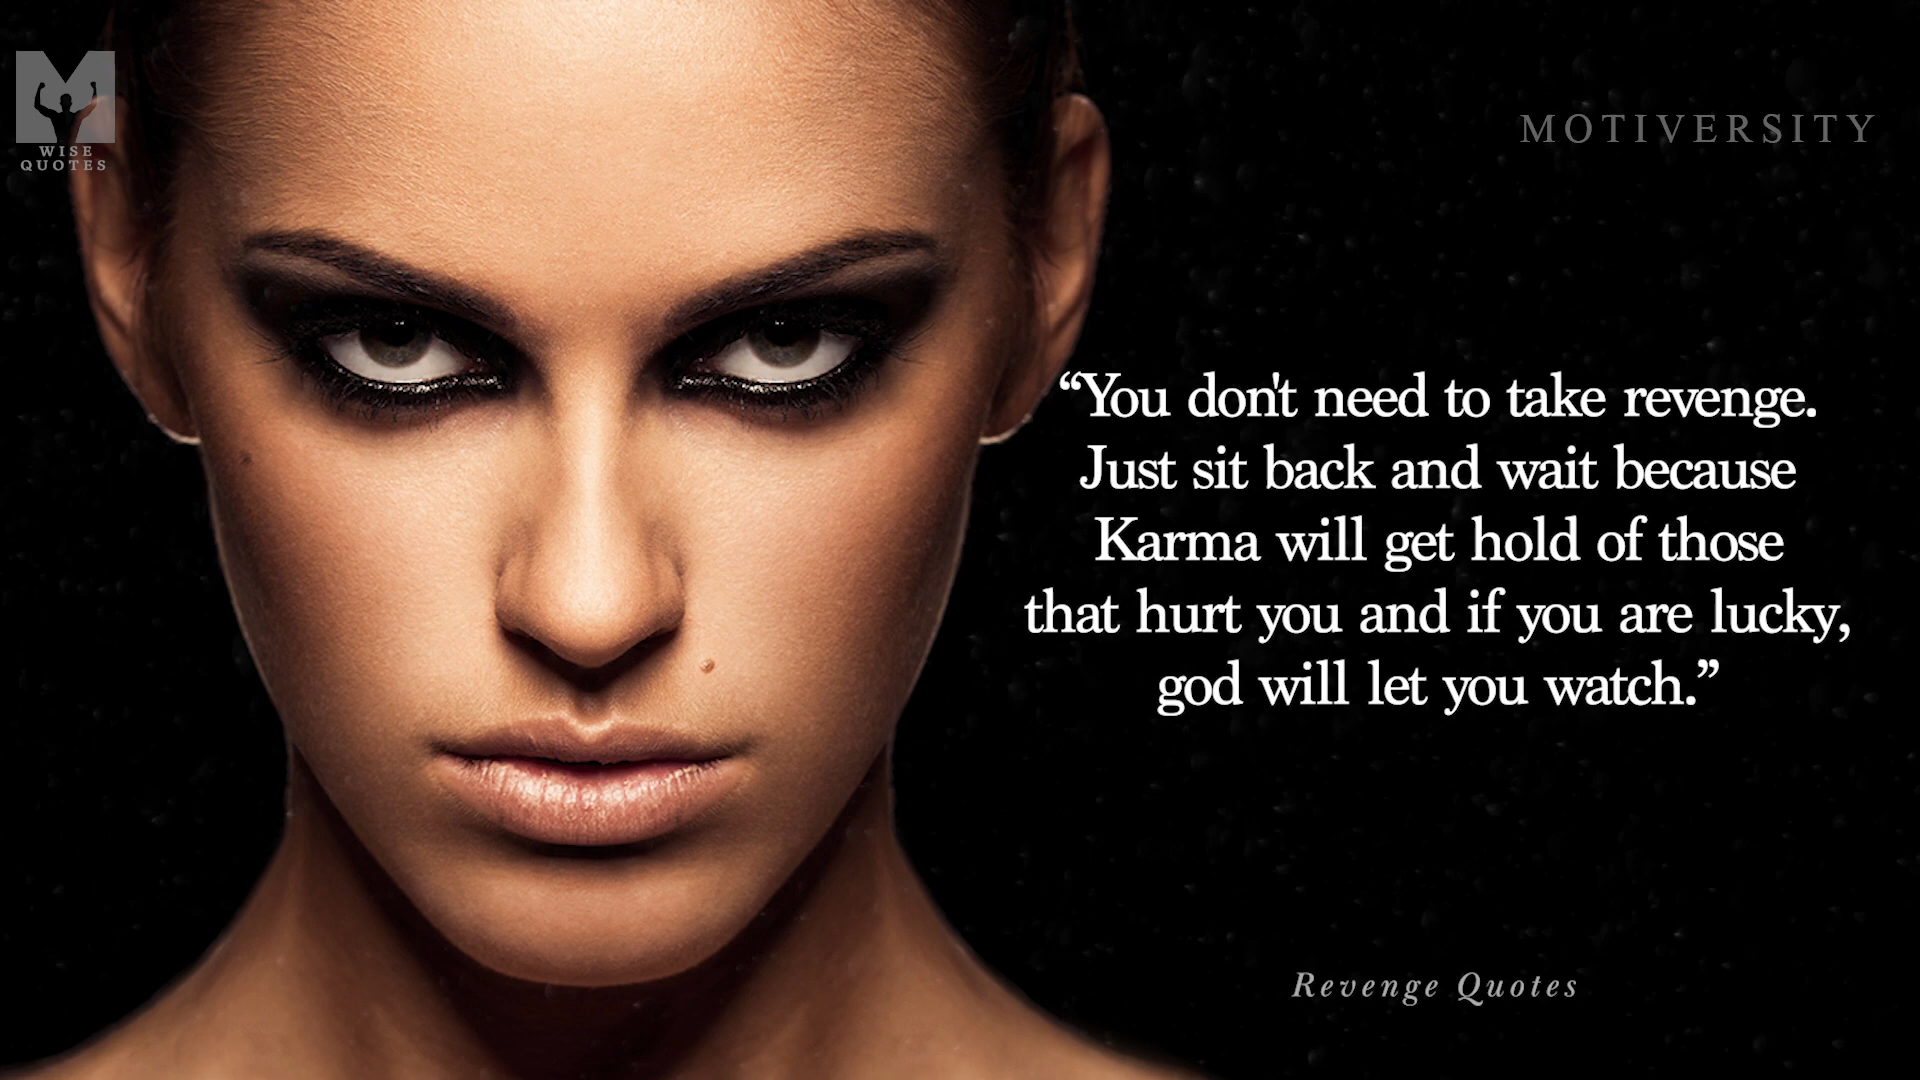 M
WISE
QUOTES
MOTIVERSITY
“You don't need to take revenge.
Just sit back and wait because
Karma will get hold of those
that hurt you and if you are lucky,
god will let you watch.”
Revenge Quotes